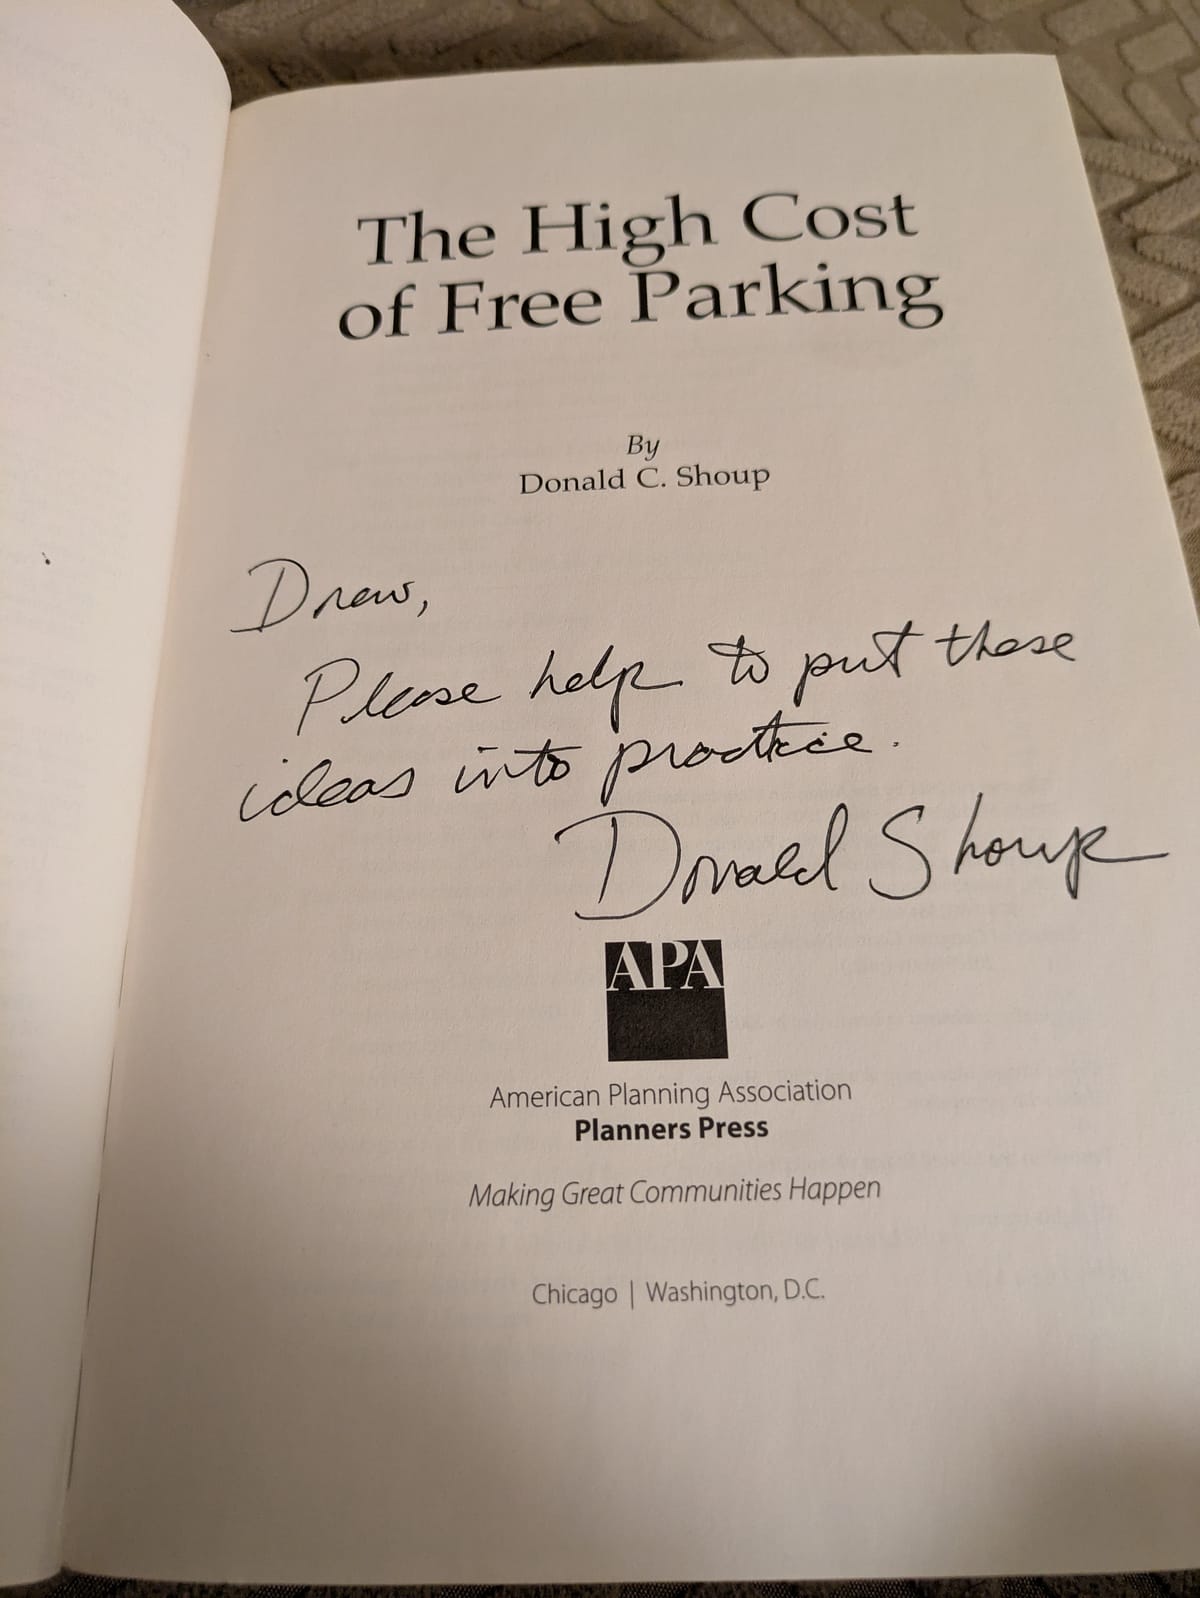 The High Cost
of Free Parking
By
Donald C. Shoup
Drew,
Please help to put these
ideas into practice.
Donald Shoup
APA
American Planning Association
Planners Press
Making Great Communities Happen
Chicago | Washington, D.C.